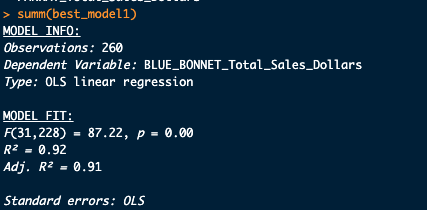 > summ(best_model1)
MODEL INFO:
Observations: 260
Dependent Variable: BLUE_BONNET_Total_Sales_Dollars
Type: OLS linear regression
MODEL FIT:
F(31,228) = 87.22, p = 0.00
R² = 0.92
Adj. R² = 0.91
Standard errors: OLS